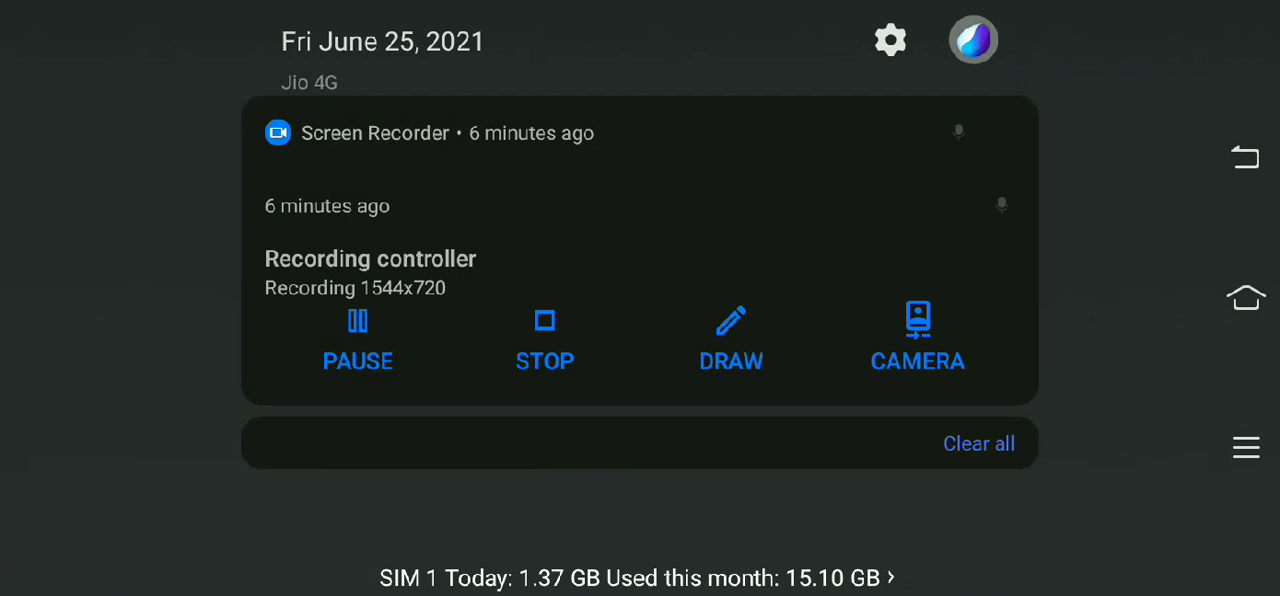 Fri June 25, 2021
Jio 4G
Screen Recorder • 6 minutes ago
6 minutes ago
Recording controller
Recording 1544x720
PAUSE STOP DRAW CAMERA
Clear all
SIM 1 Today: 1.37 GB Used this month: 15.10 GB ›